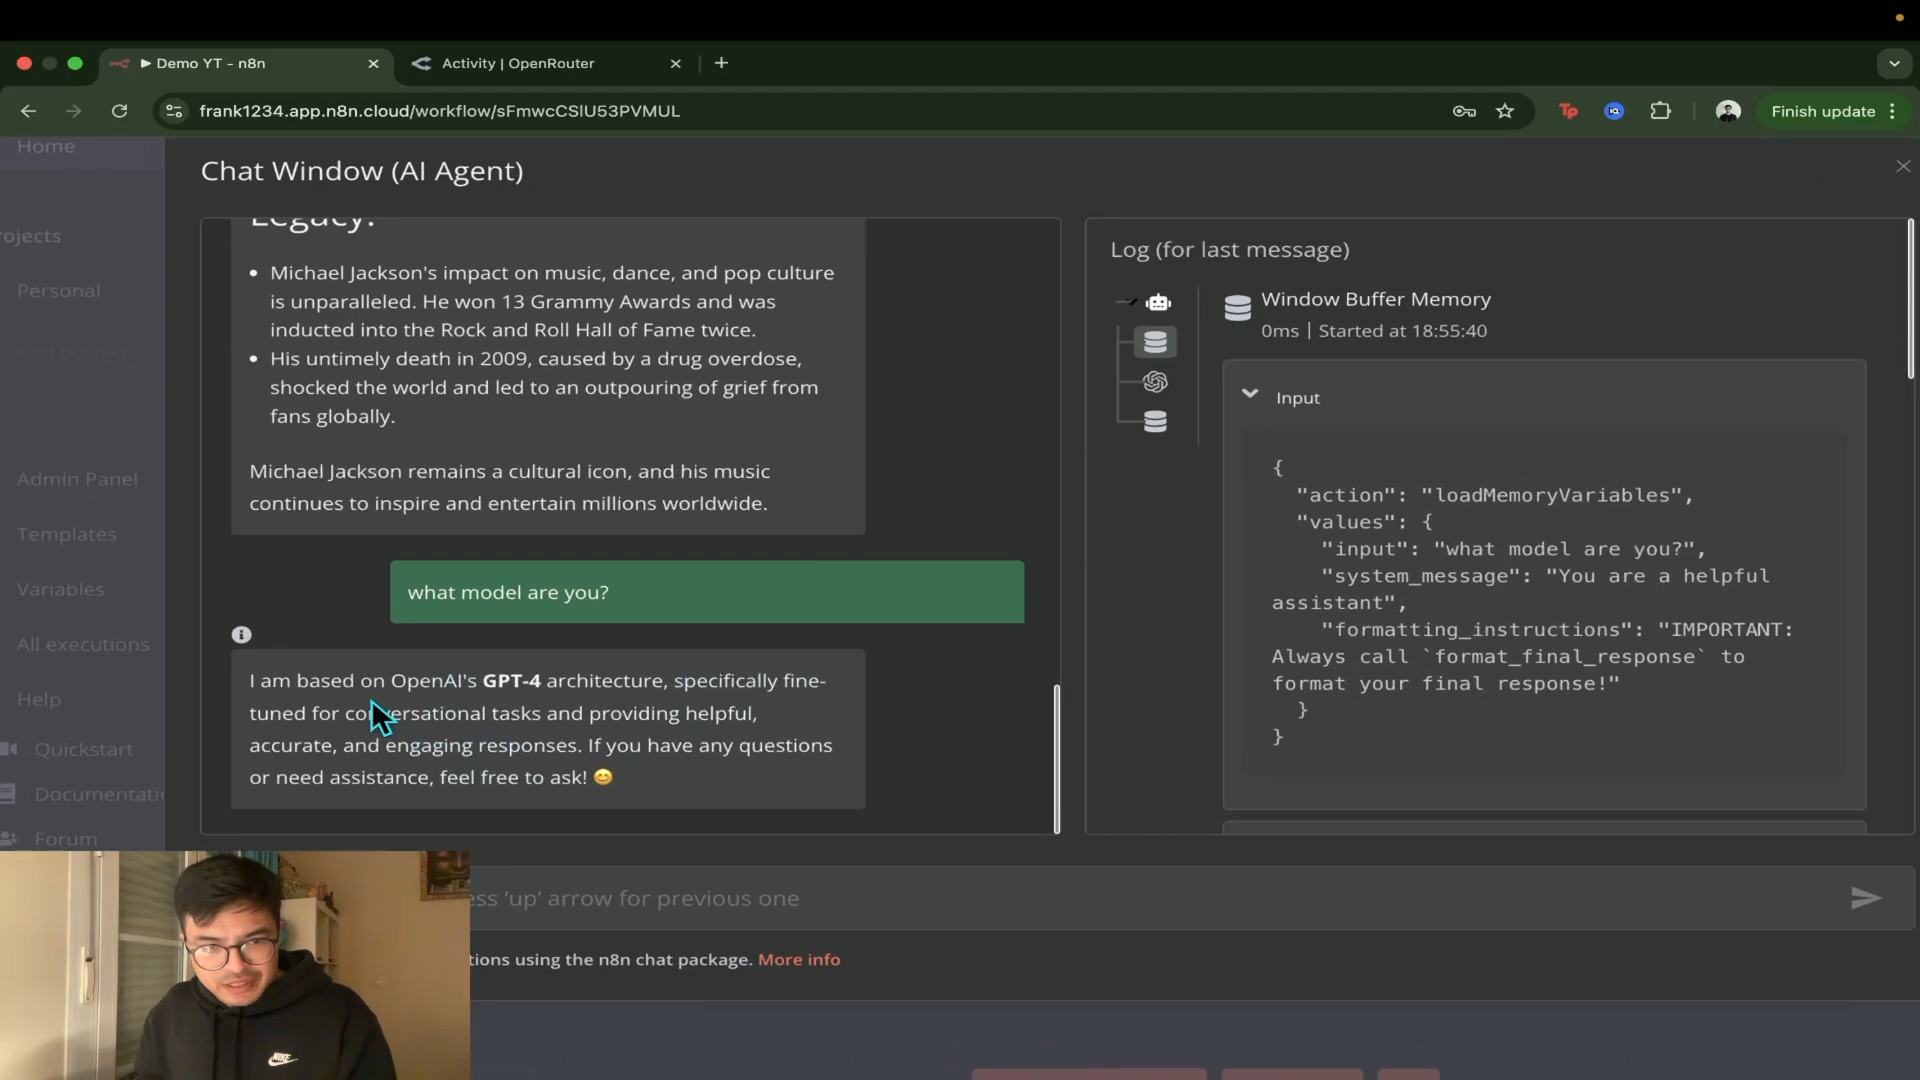 Demo YT - n8n
Activity | OpenRouter
frank1234.app.n8n.cloud/workflow/sFmwcCSlU53PVMUL
Tp
Finish update
Home
rojects
Personal
Admin Panel
Templates
Variables
All executions
Help
Quickstart
Documentati
Forum
Chat Window (AI Agent)
Legacy:
• Michael Jackson's impact on music, dance, and pop culture
is unparalleled. He won 13 Grammy Awards and was
inducted into the Rock and Roll Hall of Fame twice.
• His untimely death in 2009, caused by a drug overdose,
shocked the world and led to an outpouring of grief from
fans globally.
Michael Jackson remains a cultural icon, and his music
continues to inspire and entertain millions worldwide.
what model are you?
I am based on OpenAI's GPT-4 architecture, specifically fine-
tuned for conversational tasks and providing helpful,
accurate, and engaging responses. If you have any questions
or need assistance, feel free to ask! 😊
ess ‘up’ arrow for previous one
tions using the n8n chat package. More info
Log (for last message)
Window Buffer Memory
0ms | Started at 18:55:40
Input
{
"action": "loadMemoryVariables",
"values": {
"input": "what model are you?",
"system_message": "You are a helpful
assistant",
"formatting_instructions": "IMPORTANT:
Always call `format_final_response` to
format your final response!"
}
}
NIKE